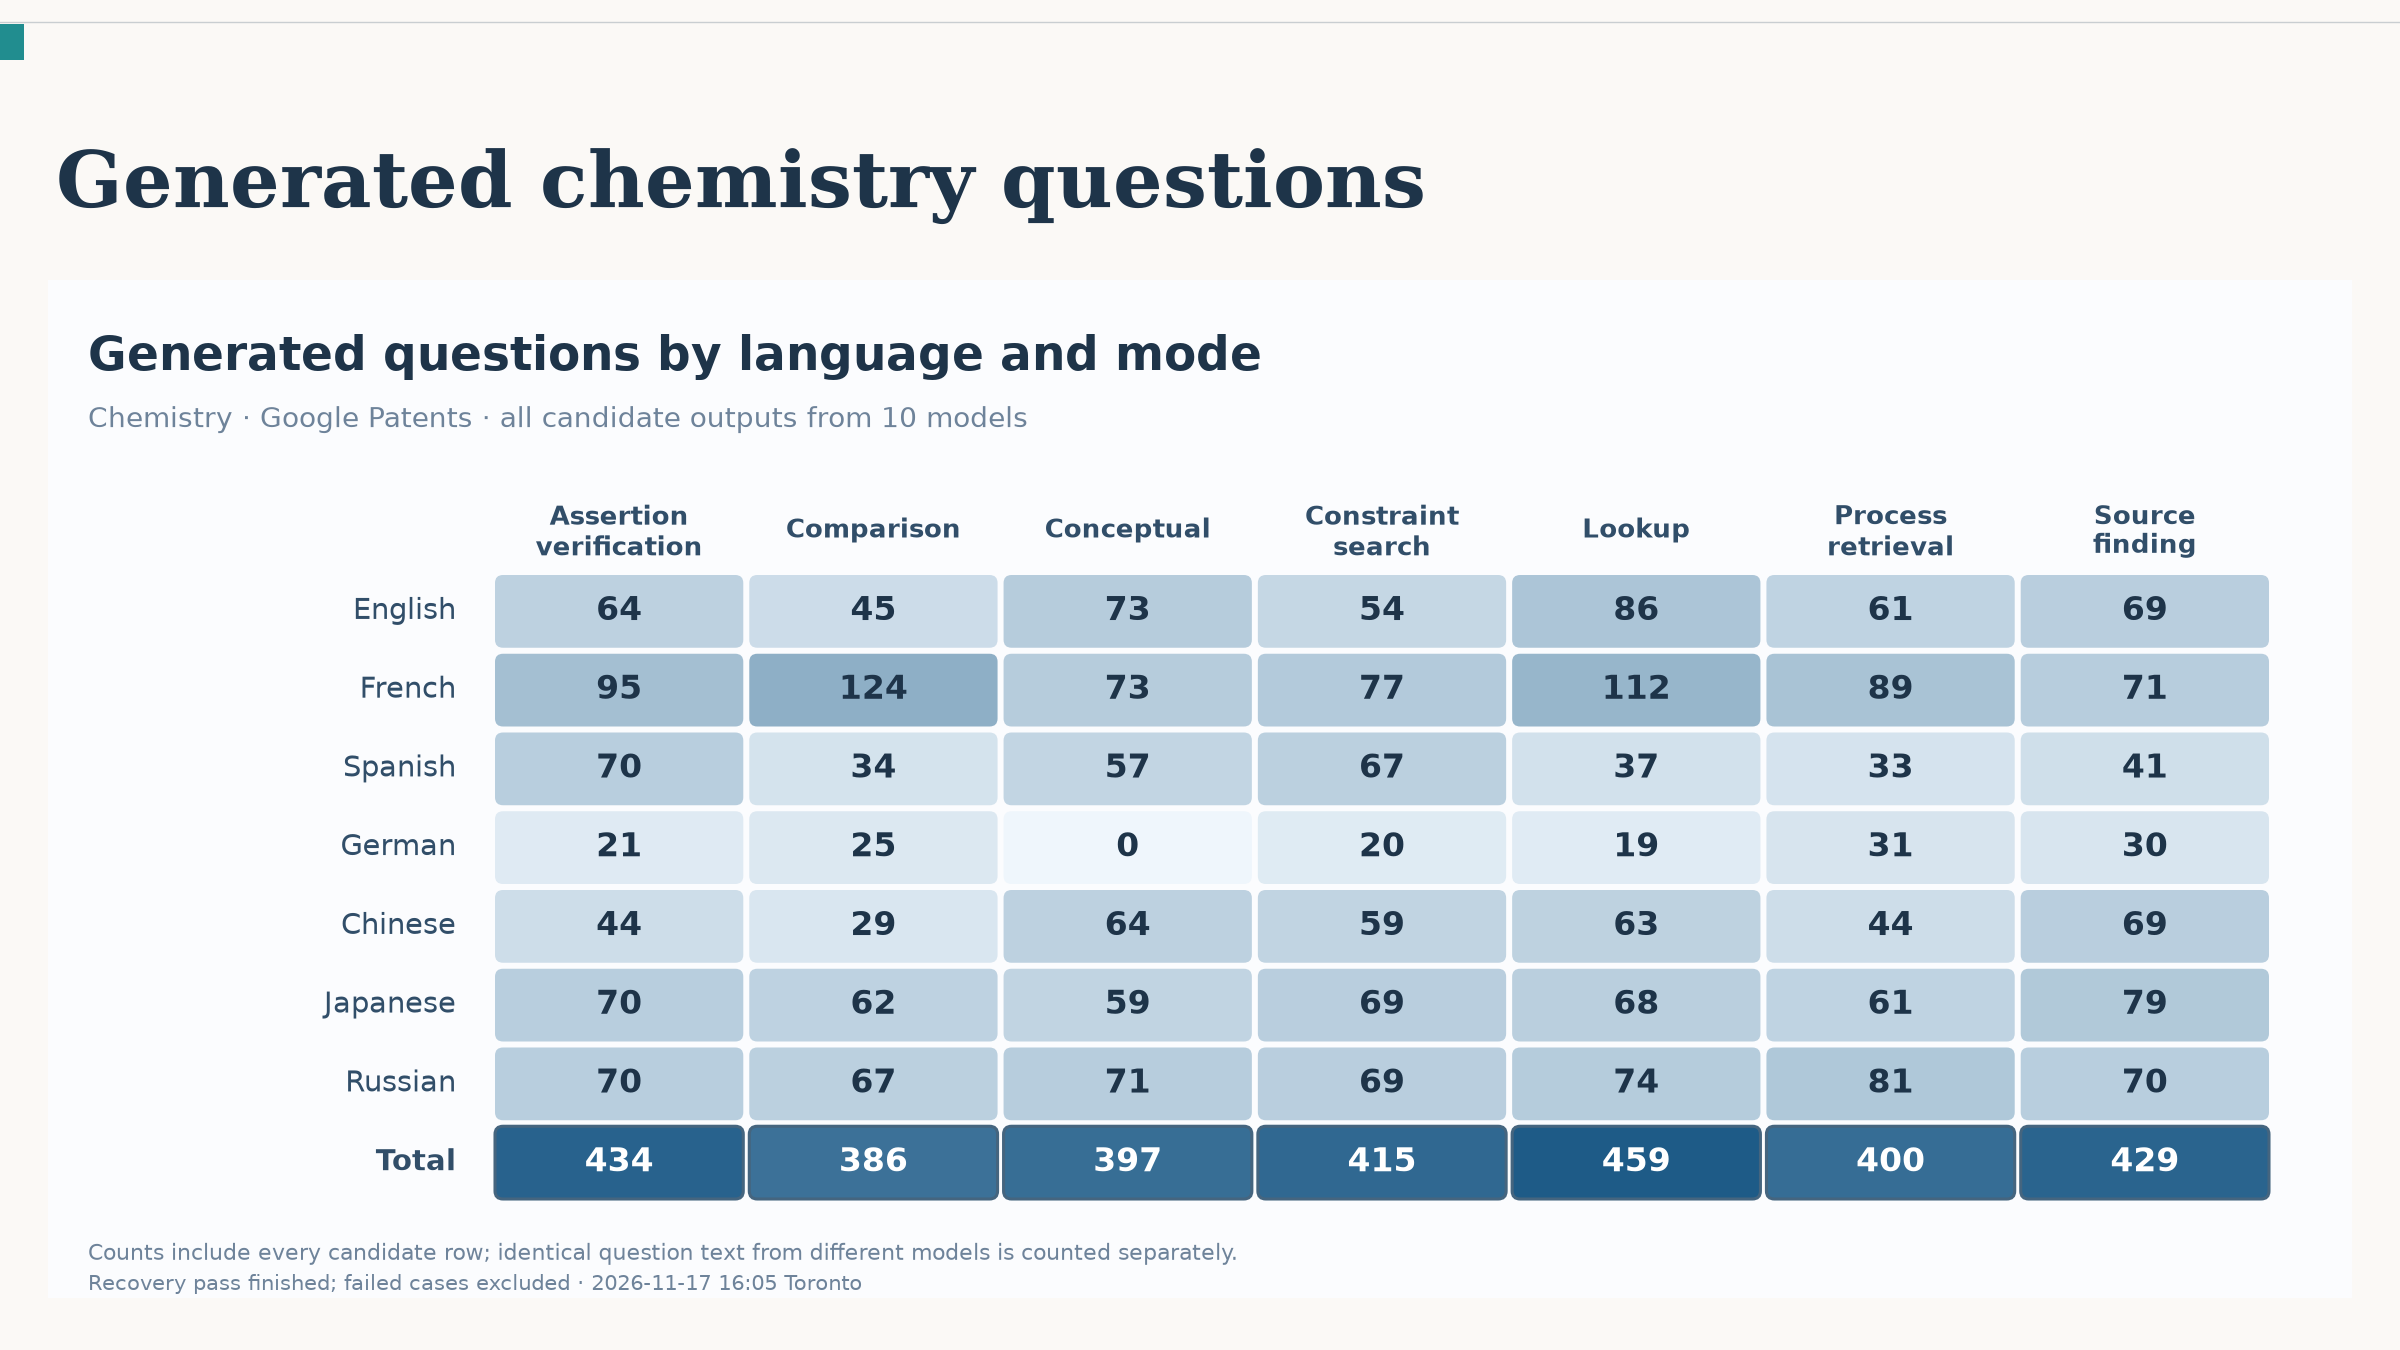 Generated chemistry questions
Generated questions by language and mode
Chemistry · Google Patents · all candidate outputs from 10 models
Assertion verification Comparison Conceptual Constraint search Lookup Process retrieval Source finding
English 64 45 73 54 86 61 69
French 95 124 73 77 112 89 71
Spanish 70 34 57 67 37 33 41
German 21 25 0 20 19 31 30
Chinese 44 29 64 59 63 44 69
Japanese 70 62 59 69 68 61 79
Russian 70 67 71 69 74 81 70
Total 434 386 397 415 459 400 429
Counts include every candidate row; identical question text from different models is counted separately.
Recovery pass finished; failed cases excluded · 2026-11-17 16:05 Toronto